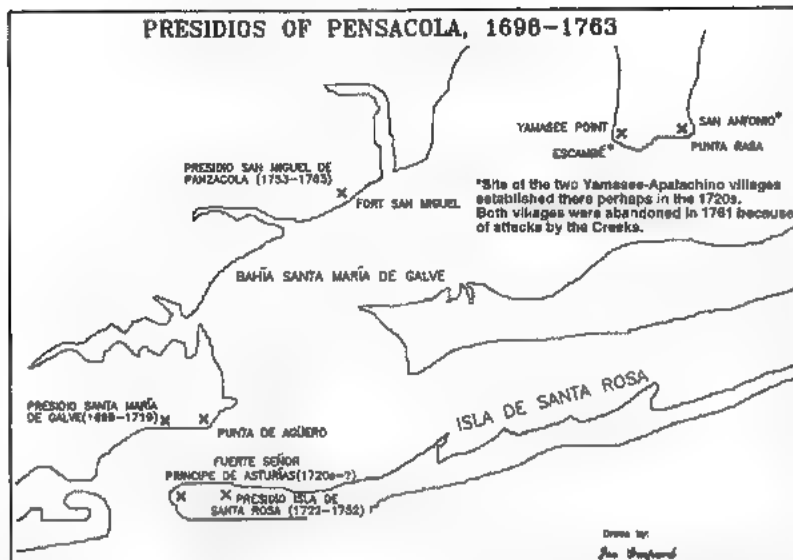 PRESIDIOS OF PENSACOLA, 1698-1763
YAMASEE POINT
SAN ANTONIO*
ESCAMBÉ*
PUNTA RASA
PRESIDIO SAN MIGUEL DE
PANZACOLA (1753-1763)
FORT SAN MIGUEL
*Site of the two Yamasee-Apalachino villages
established there perhaps in the 1720s.
Both villages were abandoned in 1761 because
of attacks by the Creeks.
BAHÍA SANTA MARÍA DE GALVE
ISLA DE SANTA ROSA
PRESIDIO SANTA MARÍA
DE GALVE(1698-1719)
PUNTA DE AGÜERO
FUERTE SEÑOR
PRINCIPE DE ASTURÍAS(1720s-?)
PRESIDIO ISLA DE
SANTA ROSA (1722-1752)
Drawn by: